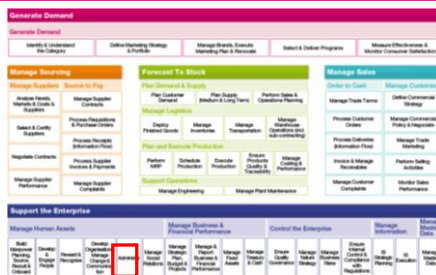 Generate Demand
Generate Demand
Identify & Understand the Category
Define Marketing Strategy & Portfolio
Manage Brands, Execute Marketing Plan & Renovate
Select & Deliver Programs
Measure Effectiveness & Monitor Consumer Satisfaction
Manage Sourcing
Manage Suppliers
Source to Pay
Analyse Needs, Markets & Goals & Suppliers
Select & Certify Suppliers
Negotiate Contracts
Manage Supplier Performance
Manage Supplier Contracts
Process Requisitions & Purchase Orders
Process Receipts (Information Flow)
Process Supplier Invoices & Payments
Manage Supplier Complaints
Forecast To Stock
Plan Demand & Supply
Plan Customer Demand
Plan Supply (Medium & Long Term)
Perform Sales & Operations Planning
Manage Logistics
Deploy Finished Goods
Manage Inventories
Manage Transportation
Manage Warehouse Operations (incl. sub-contracting)
Plan and Execute Production
Perform MRP
Schedule Production
Execute Production
Ensure Products Quality & Traceability
Manage Costing & Performance
Support Operations
Manage Engineering
Manage Plant Maintenance
Manage Sales
Order to Cash
Manage Customer
Manage Trade Terms
Process Customer Orders
Process Deliveries (Information Flow)
Invoice & Manage Receivables
Manage Customer Complaints
Define Commercial Strategy
Manage Commercial Policy & Negotiate
Manage Trade Marketing
Perform Selling Activities
Monitor Sales Performance
Support the Enterprise
Manage Human Assets
Manage Business & Financial Performance
Control the Enterprise
Manage Information
Develop & Engage People
Reward & Recognise
Manage Social Relations
Manage Fixed Assets
Manage Treasury & Cash
Manage Business Risks